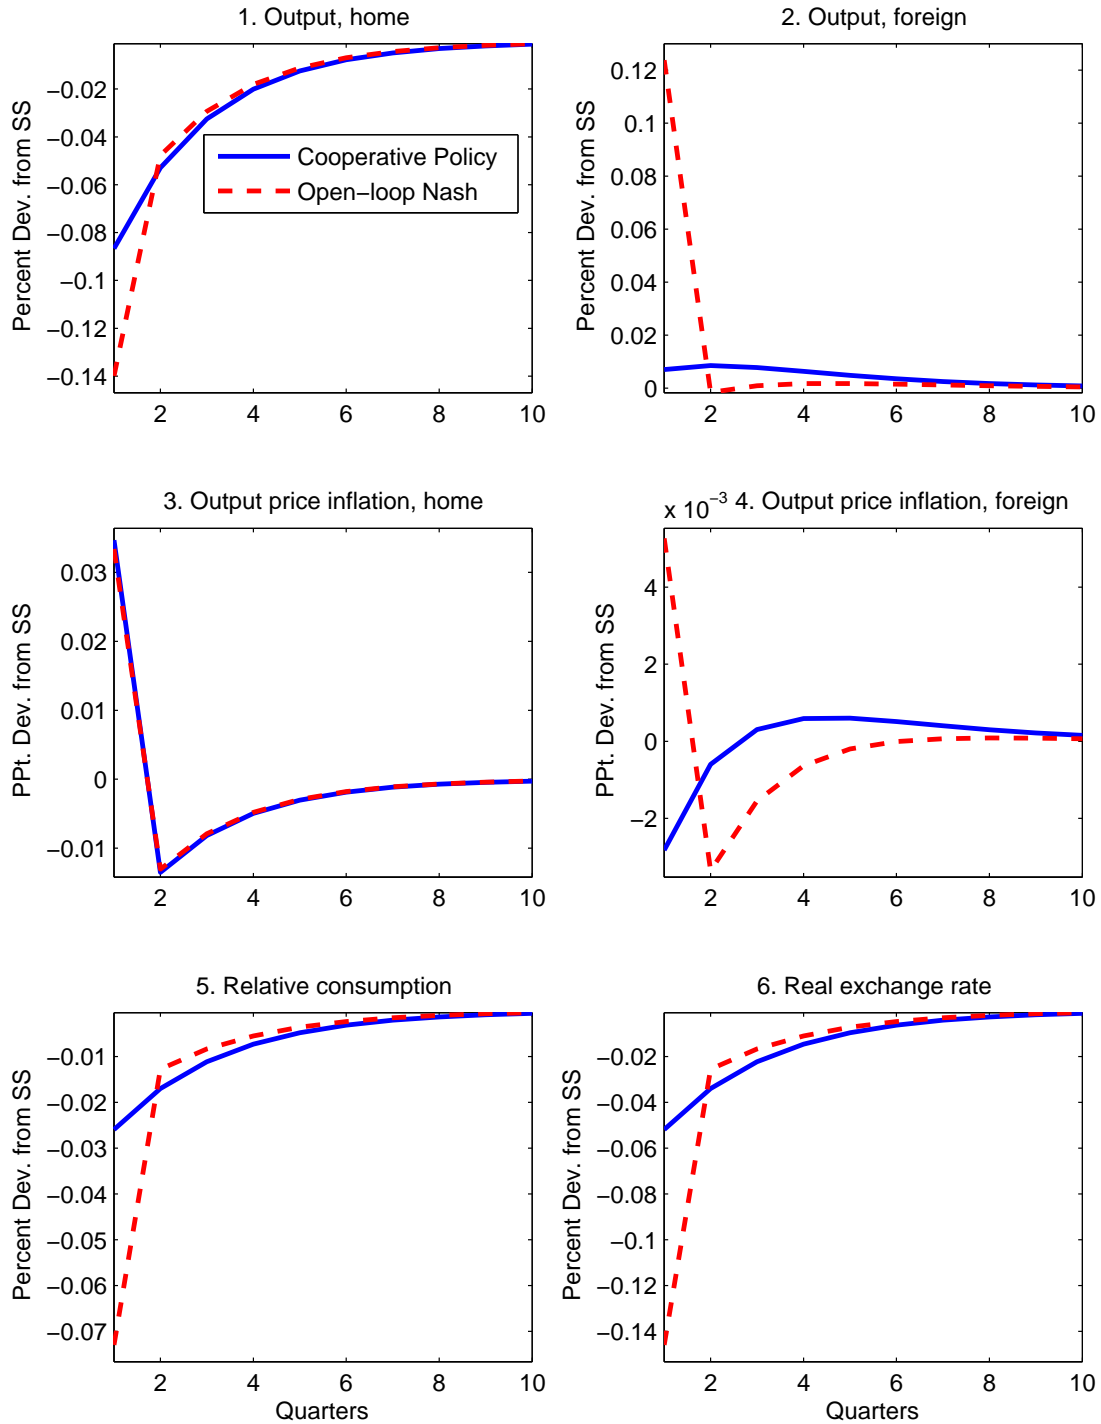 1. Output, home
Percent Dev. from SS
−0.02
−0.04
−0.06
−0.08
−0.1
−0.12
−0.14
2 4 6 8 10
Cooperative Policy
Open−loop Nash
2. Output, foreign
Percent Dev. from SS
0.12
0.1
0.08
0.06
0.04
0.02
0
2 4 6 8 10
3. Output price inflation, home
PPt. Dev. from SS
0.03
0.02
0.01
0
−0.01
2 4 6 8 10
x 10−3 4. Output price inflation, foreign
PPt. Dev. from SS
4
2
0
−2
2 4 6 8 10
5. Relative consumption
Percent Dev. from SS
−0.01
−0.02
−0.03
−0.04
−0.05
−0.06
−0.07
2 4 6 8 10
Quarters
6. Real exchange rate
Percent Dev. from SS
−0.02
−0.04
−0.06
−0.08
−0.1
−0.12
−0.14
2 4 6 8 10
Quarters